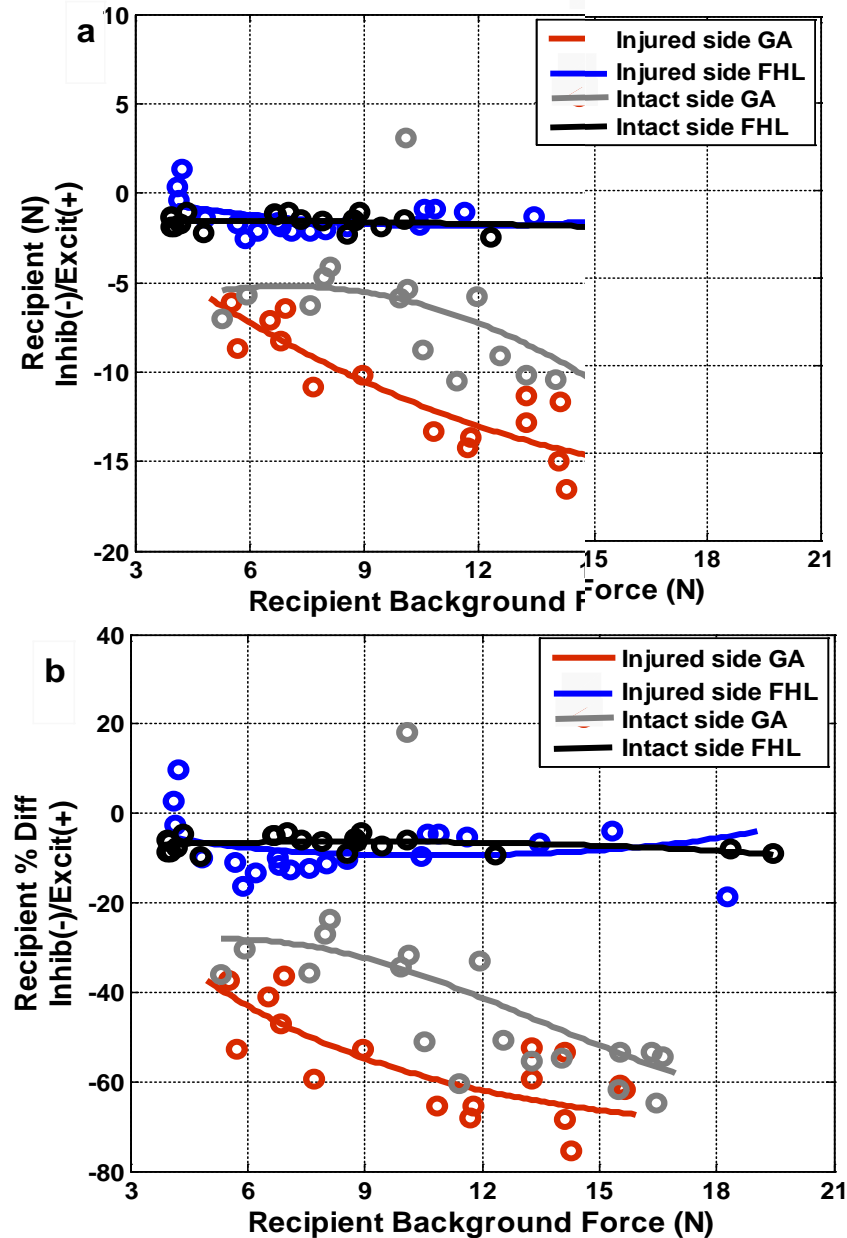 a
10
5
0
-5
-10
-15
-20
Recipient (N)
Inhib(-)/Excit(+)
Injured side GA
Injured side FHL
Intact side GA
Intact side FHL
3
6
9
12
15
18
21
Recipient Background F
Force (N)
b
40
20
0
-20
-40
-60
-80
Recipient % Diff
Inhib(-)/Excit(+)
Injured side GA
Injured side FHL
Intact side GA
Intact side FHL
3
6
9
12
15
18
21
Recipient Background Force (N)